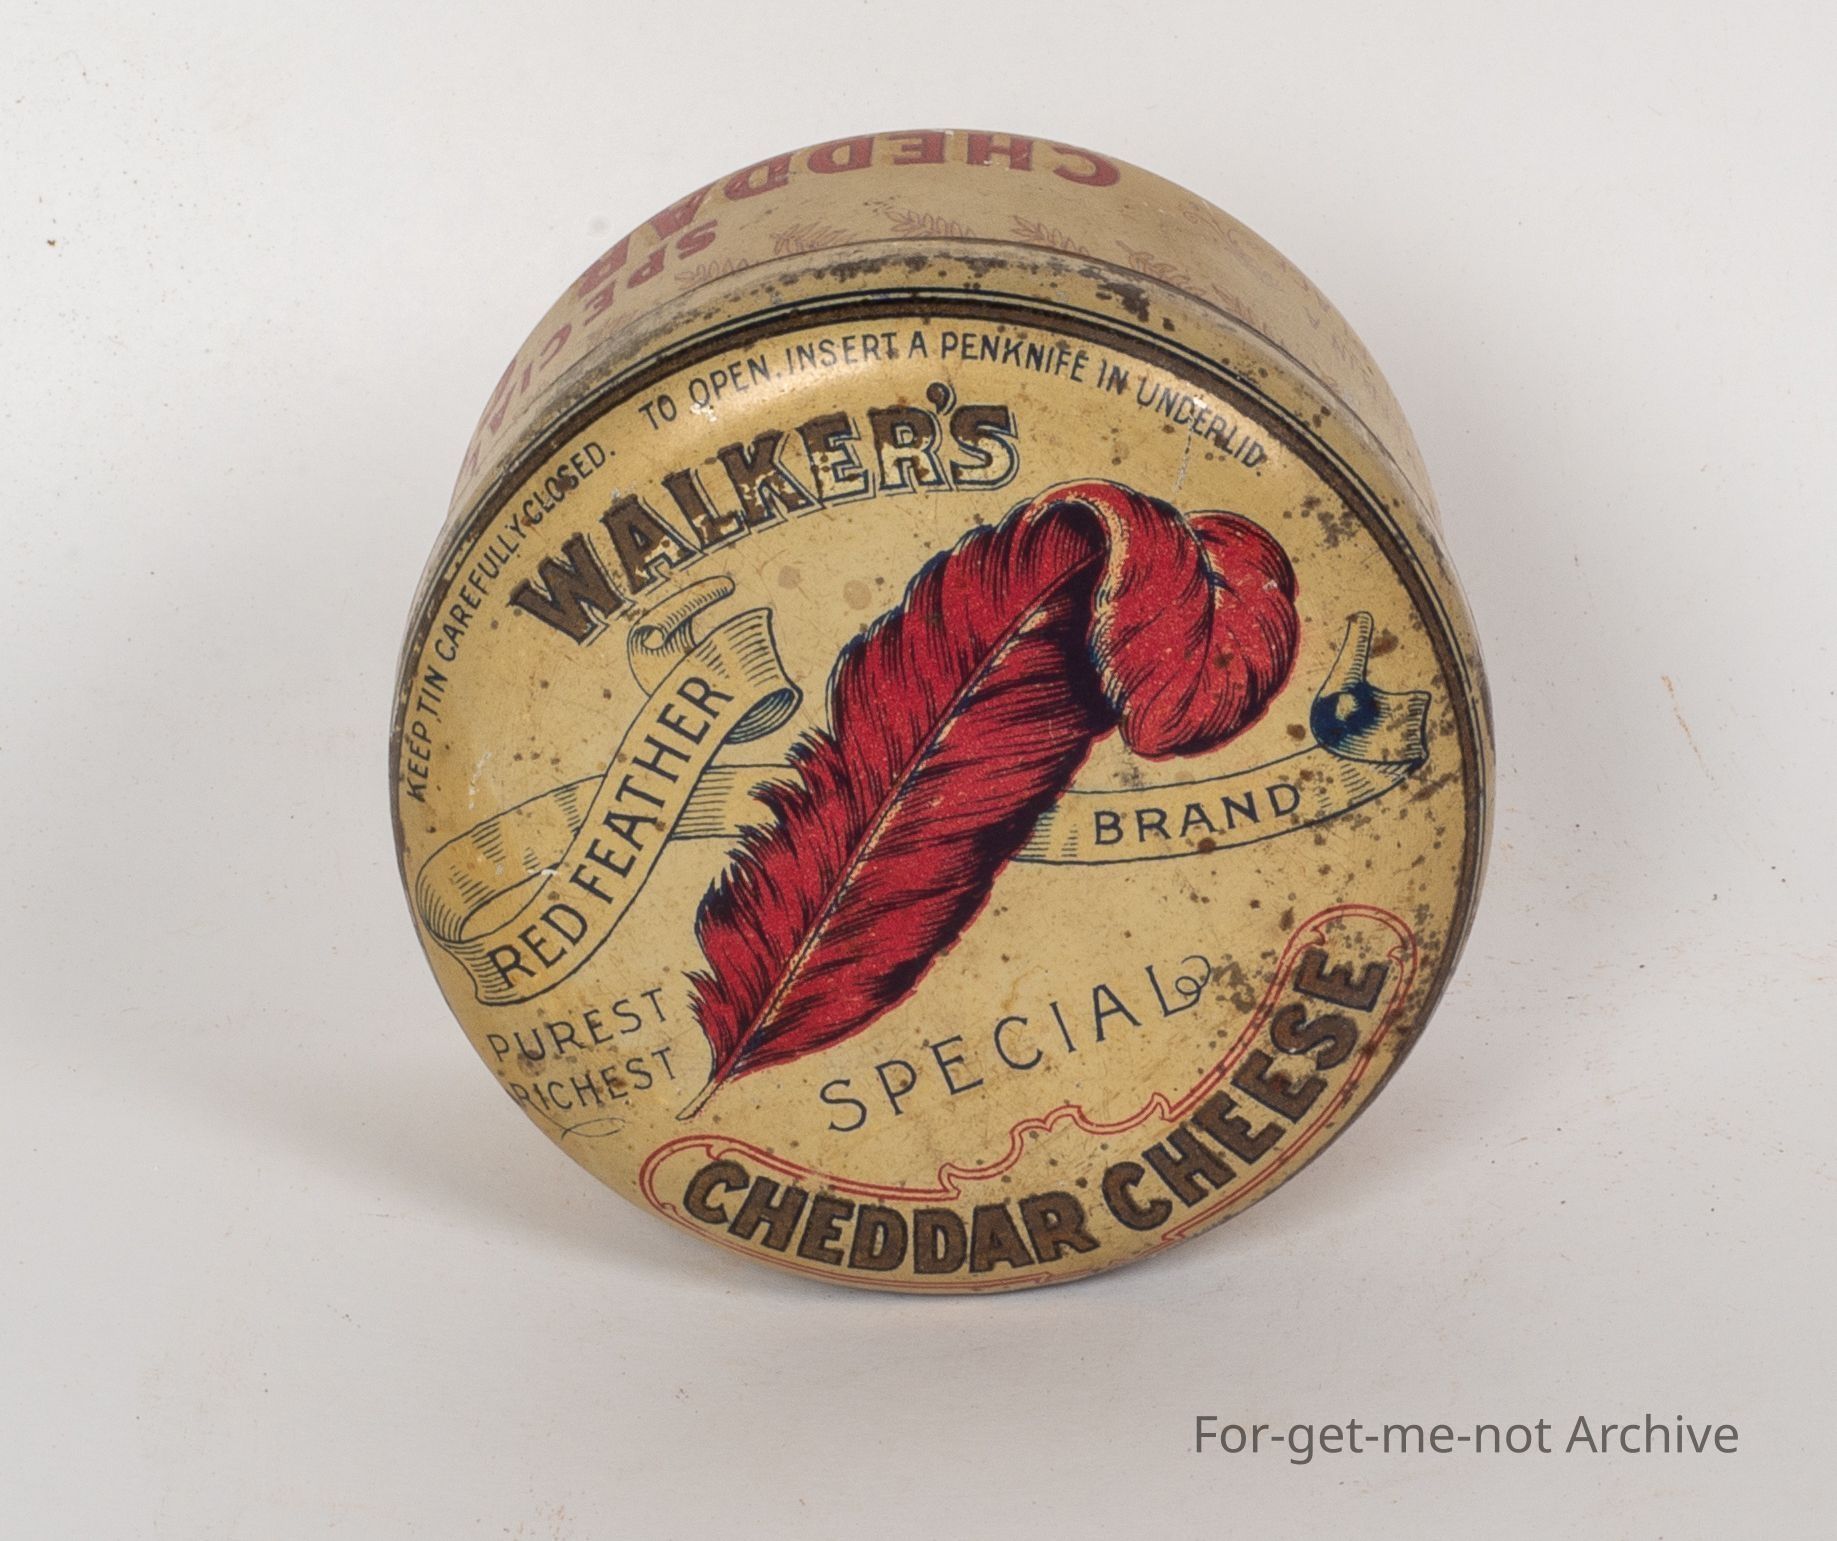 CHEDDAR
SPECIAL
KEEP TIN CAREFULLY CLOSED. TO OPEN, INSERT A PENKNIFE IN UNDERLID.
WALKER'S
RED FEATHER
BRAND
PUREST
RICHEST
SPECIAL
CHEDDAR CHEESE
For-get-me-not Archive